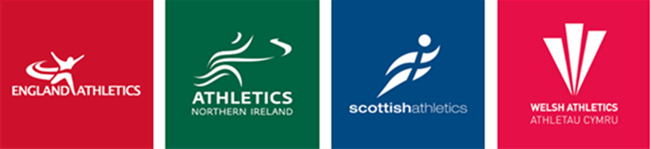 ENGLAND ATHLETICS
ATHLETICS
NORTHERN IRELAND
scottishathletics
WELSH ATHLETICS
ATHLETAU CYMRU